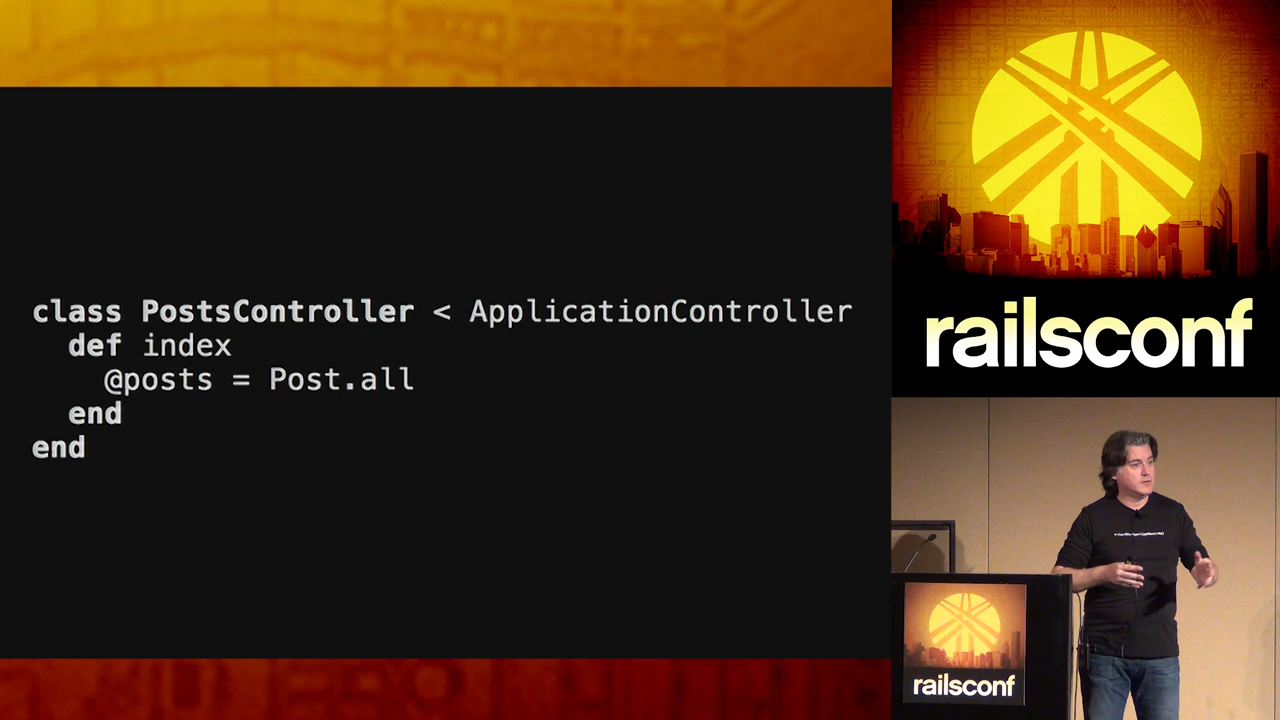 class PostsController < ApplicationController
  def index
    @posts = Post.all
  end
end
railsconf
railsconf